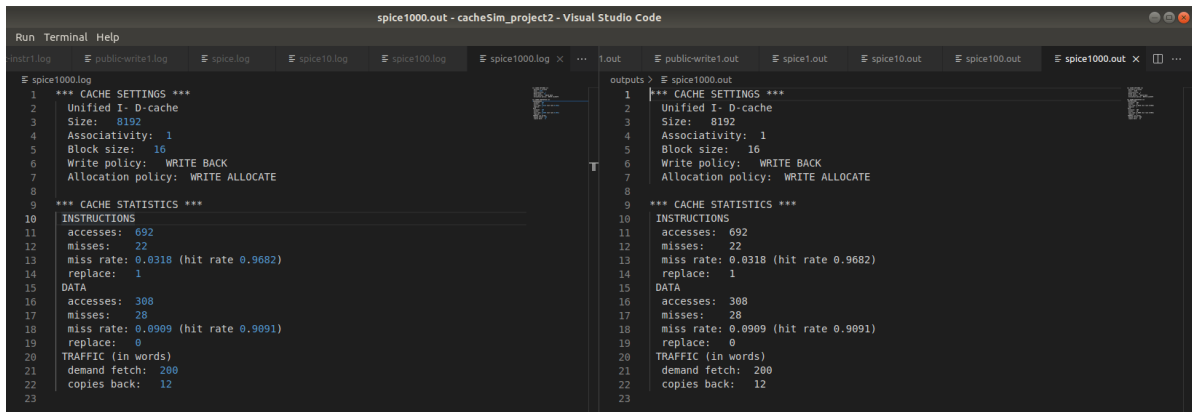 spice1000.out - cacheSim_project2 - Visual Studio Code
Run Terminal Help
-instr1.log public-write1.log spice.log spice10.log spice100.log spice1000.log × ···
spice1000.log
1 *** CACHE SETTINGS ***
2 Unified I- D-cache
3 Size: 8192
4 Associativity: 1
5 Block size: 16
6 Write policy: WRITE BACK
7 Allocation policy: WRITE ALLOCATE
8
9 *** CACHE STATISTICS ***
10 INSTRUCTIONS
11 accesses: 692
12 misses: 22
13 miss rate: 0.0318 (hit rate 0.9682)
14 replace: 1
15 DATA
16 accesses: 308
17 misses: 28
18 miss rate: 0.0909 (hit rate 0.9091)
19 replace: 0
20 TRAFFIC (in words)
21 demand fetch: 200
22 copies back: 12
23
1.out public-write1.out spice1.out spice10.out spice100.out spice1000.out × ···
outputs > spice1000.out
1 *** CACHE SETTINGS ***
2 Unified I- D-cache
3 Size: 8192
4 Associativity: 1
5 Block size: 16
6 Write policy: WRITE BACK
7 Allocation policy: WRITE ALLOCATE
8
9 *** CACHE STATISTICS ***
10 INSTRUCTIONS
11 accesses: 692
12 misses: 22
13 miss rate: 0.0318 (hit rate 0.9682)
14 replace: 1
15 DATA
16 accesses: 308
17 misses: 28
18 miss rate: 0.0909 (hit rate 0.9091)
19 replace: 0
20 TRAFFIC (in words)
21 demand fetch: 200
22 copies back: 12
23